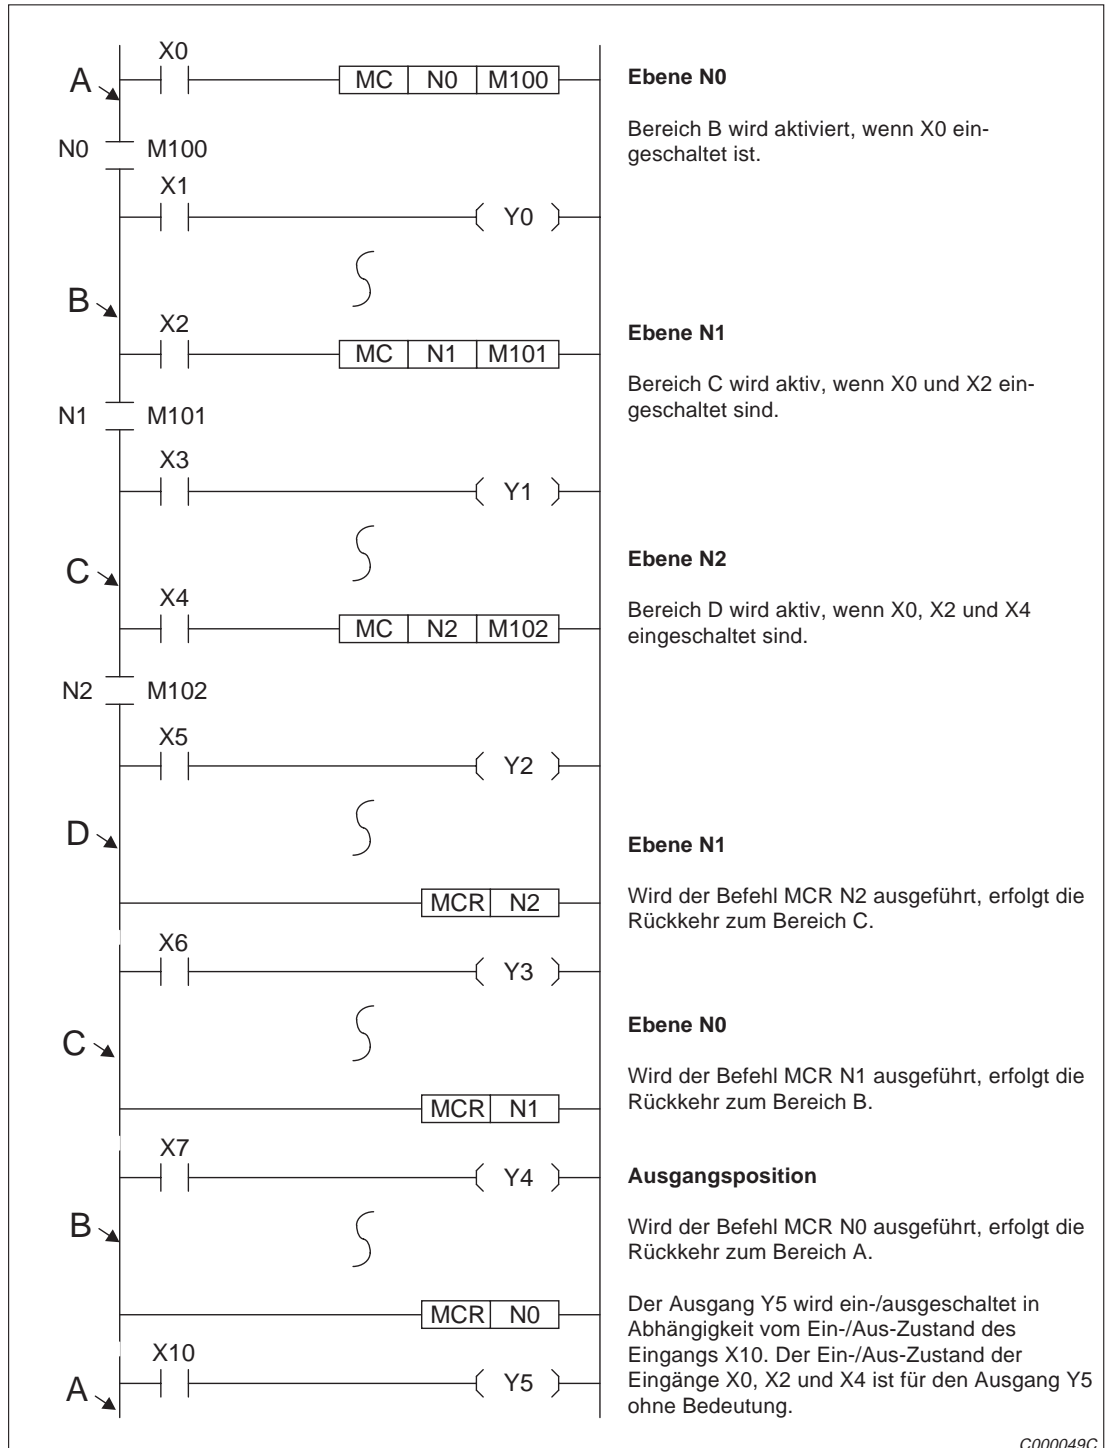 X0
A
MC N0 M100
Ebene N0
Bereich B wird aktiviert, wenn X0 ein-
geschaltet ist.
N0 M100
X1
Y0
B
X2
MC N1 M101
Ebene N1
Bereich C wird aktiv, wenn X0 und X2 ein-
geschaltet sind.
N1 M101
X3
Y1
C
X4
MC N2 M102
Ebene N2
Bereich D wird aktiv, wenn X0, X2 und X4
eingeschaltet sind.
N2 M102
X5
Y2
D
Ebene N1
MCR N2
Wird der Befehl MCR N2 ausgeführt, erfolgt die
Rückkehr zum Bereich C.
X6
Y3
C
Ebene N0
Wird der Befehl MCR N1 ausgeführt, erfolgt die
Rückkehr zum Bereich B.
MCR N1
X7
Y4
Ausgangsposition
B
Wird der Befehl MCR N0 ausgeführt, erfolgt die
Rückkehr zum Bereich A.
MCR N0
Der Ausgang Y5 wird ein-/ausgeschaltet in
Abhängigkeit vom Ein-/Aus-Zustand des
Eingangs X10. Der Ein-/Aus-Zustand der
Eingänge X0, X2 und X4 ist für den Ausgang Y5
ohne Bedeutung.
X10
A
Y5
C000049C